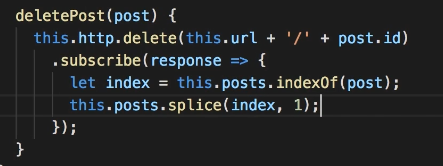 deletePost(post) {
this.http.delete(this.url + '/' + post.id)
.subscribe(response => {
let index = this.posts.indexOf(post);
this.posts.splice(index, 1);
});
}